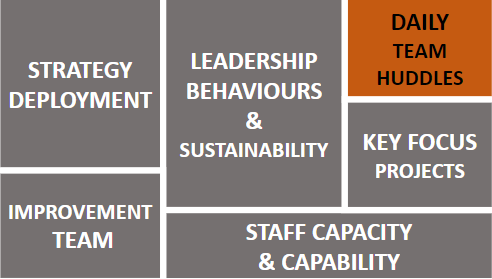 STRATEGY
DEPLOYMENT
LEADERSHIP
BEHAVIOURS
&
SUSTAINABILITY
DAILY
TEAM
HUDDLES
KEY FOCUS
PROJECTS
IMPROVEMENT
TEAM
STAFF CAPACITY
& CAPABILITY